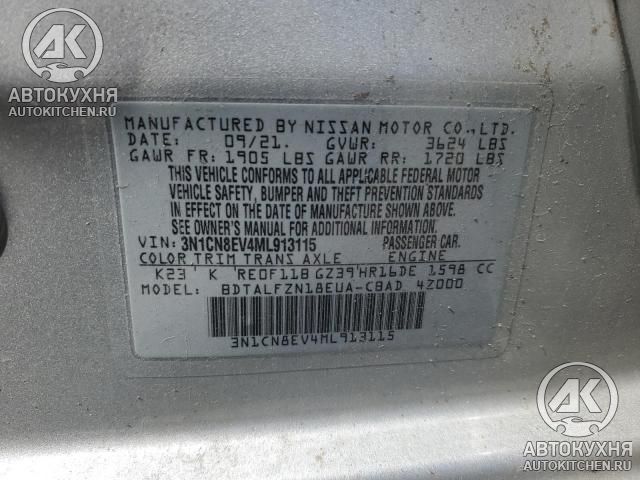 AK
АВТОКУХНЯ
AUTOKITCHEN.RU
MANUFACTURED BY NISSAN MOTOR CO.,LTD.
DATE: 09/21. GVWR: 3624 LBS
GAWR FR: 1905 LBS GAWR RR: 1720 LBS
THIS VEHICLE CONFORMS TO ALL APPLICABLE FEDERAL MOTOR
VEHICLE SAFETY, BUMPER AND THEFT PREVENTION STANDARDS
IN EFFECT ON THE DATE OF MANUFACTURE SHOWN ABOVE.
SEE OWNER'S MANUAL FOR ADDITIONAL INFORMATION.
VIN: 3N1CN8EV4ML913115 PASSENGER CAR.
COLOR,TRIM TRANS AXLE ENGINE
K23 K RE0F11B GZ39 HR16DE 1598 CC
MODEL: BDTALFZN18EUA-CBAD 4Z000
3N1CN8EV4ML913115
AK
АВТОКУХНЯ
AUTOKITCHEN.RU